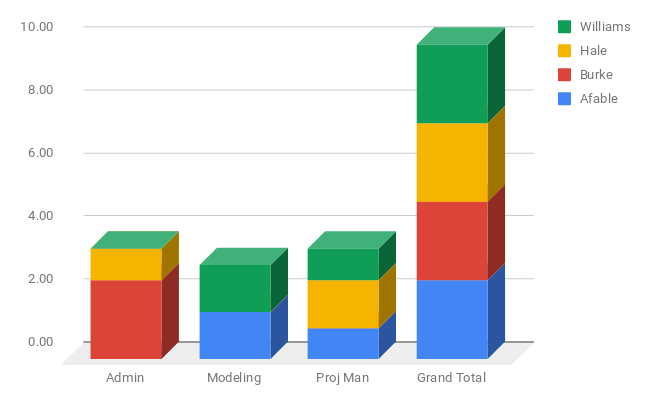 10.00
8.00
6.00
4.00
2.00
0.00
Admin
Modeling
Proj Man
Grand Total
Williams
Hale
Burke
Afable